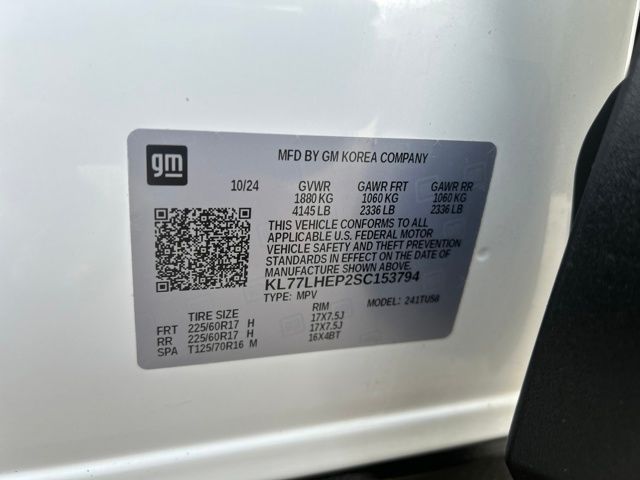 gm
MFD BY GM KOREA COMPANY
10/24 GVWR GAWR FRT GAWR RR
1880 KG 1060 KG 1060 KG
4145 LB 2336 LB 2336 LB
THIS VEHICLE CONFORMS TO ALL
APPLICABLE U.S. FEDERAL MOTOR
VEHICLE SAFETY AND THEFT PREVENTION
STANDARDS IN EFFECT ON THE DATE OF
MANUFACTURE SHOWN ABOVE.
KL77LHEP2SC153794
TYPE: MPV MODEL: 241TU58
TIRE SIZE RIM
FRT 225/60R17 H 17X7.5J
RR 225/60R17 H 17X7.5J
SPA T125/70R16 M 16X4BT